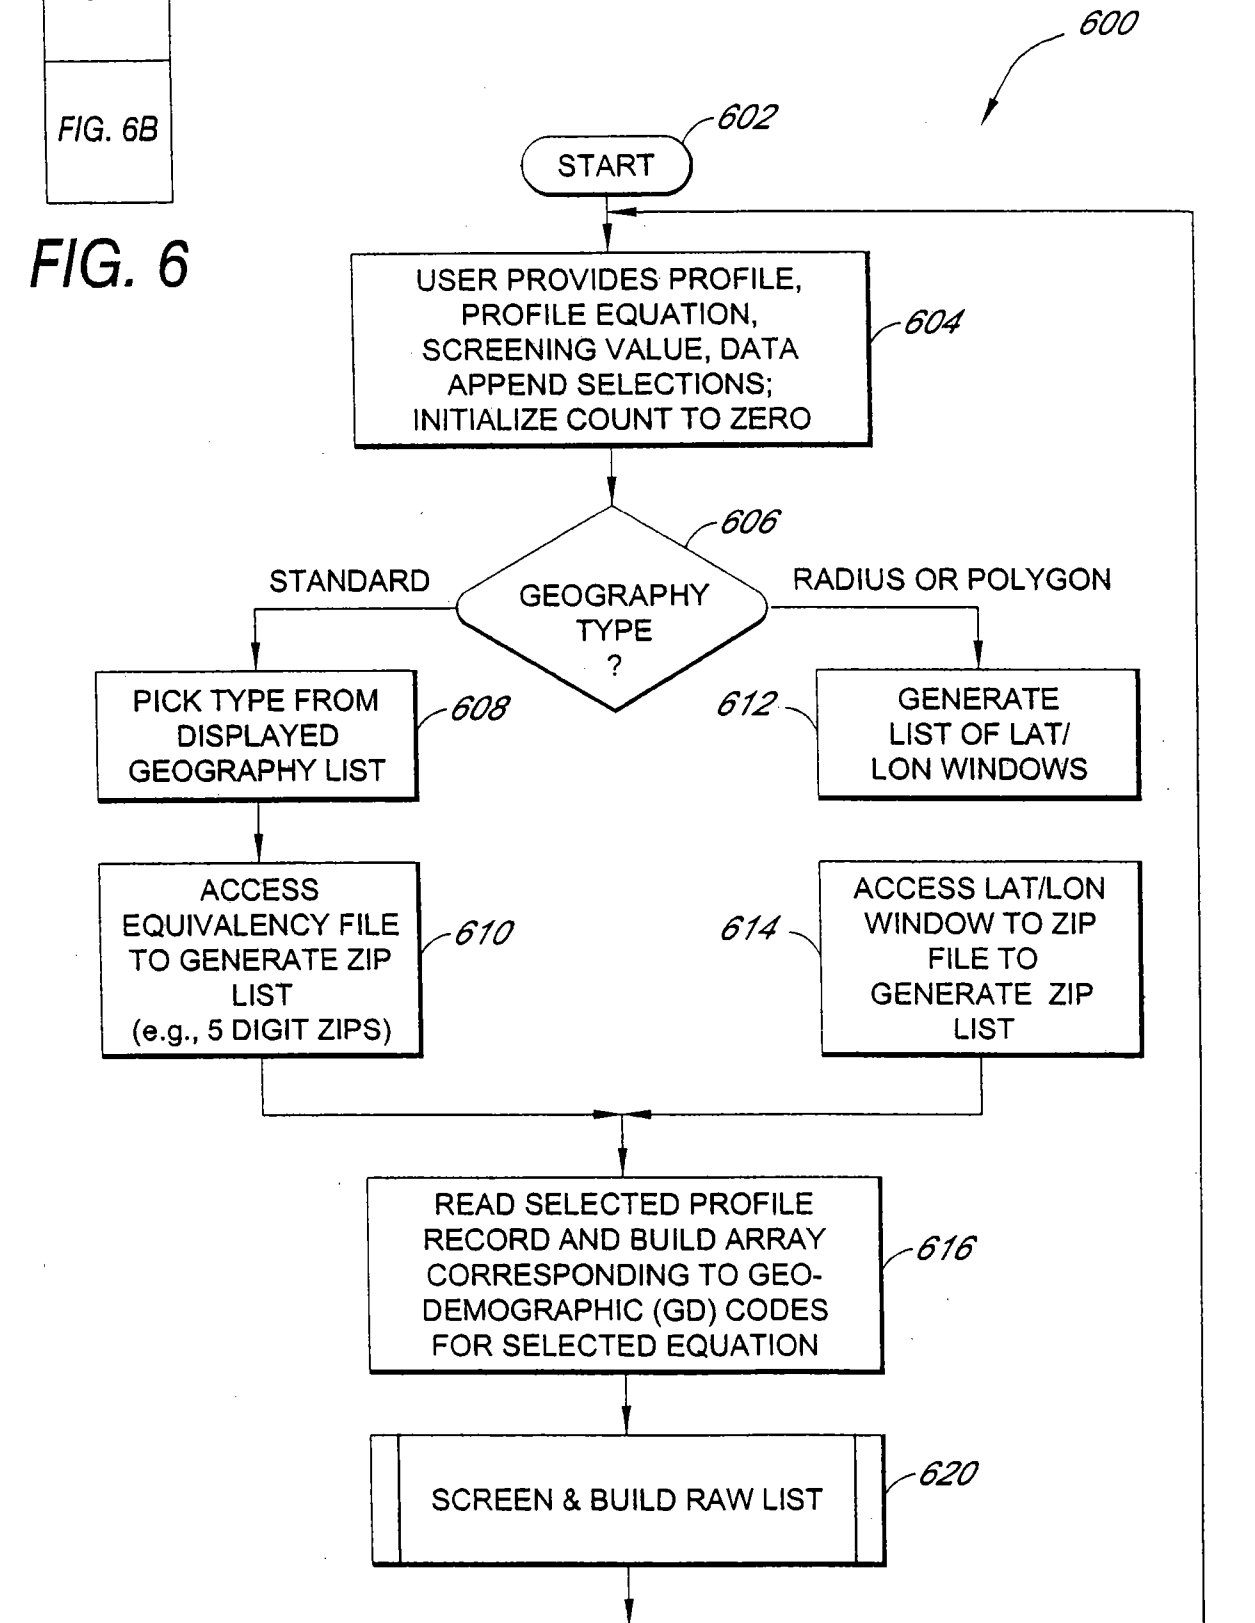 600
FIG. 6B
602
START
FIG. 6
USER PROVIDES PROFILE,
PROFILE EQUATION,
SCREENING VALUE, DATA
APPEND SELECTIONS;
INITIALIZE COUNT TO ZERO
604
606
STANDARD
GEOGRAPHY
TYPE
?
RADIUS OR POLYGON
PICK TYPE FROM
DISPLAYED
GEOGRAPHY LIST
608
612
GENERATE
LIST OF LAT/
LON WINDOWS
ACCESS
EQUIVALENCY FILE
TO GENERATE ZIP
LIST
(e.g., 5 DIGIT ZIPS)
610
614
ACCESS LAT/LON
WINDOW TO ZIP
FILE TO
GENERATE ZIP
LIST
READ SELECTED PROFILE
RECORD AND BUILD ARRAY
CORRESPONDING TO GEO-
DEMOGRAPHIC (GD) CODES
FOR SELECTED EQUATION
616
SCREEN & BUILD RAW LIST
620